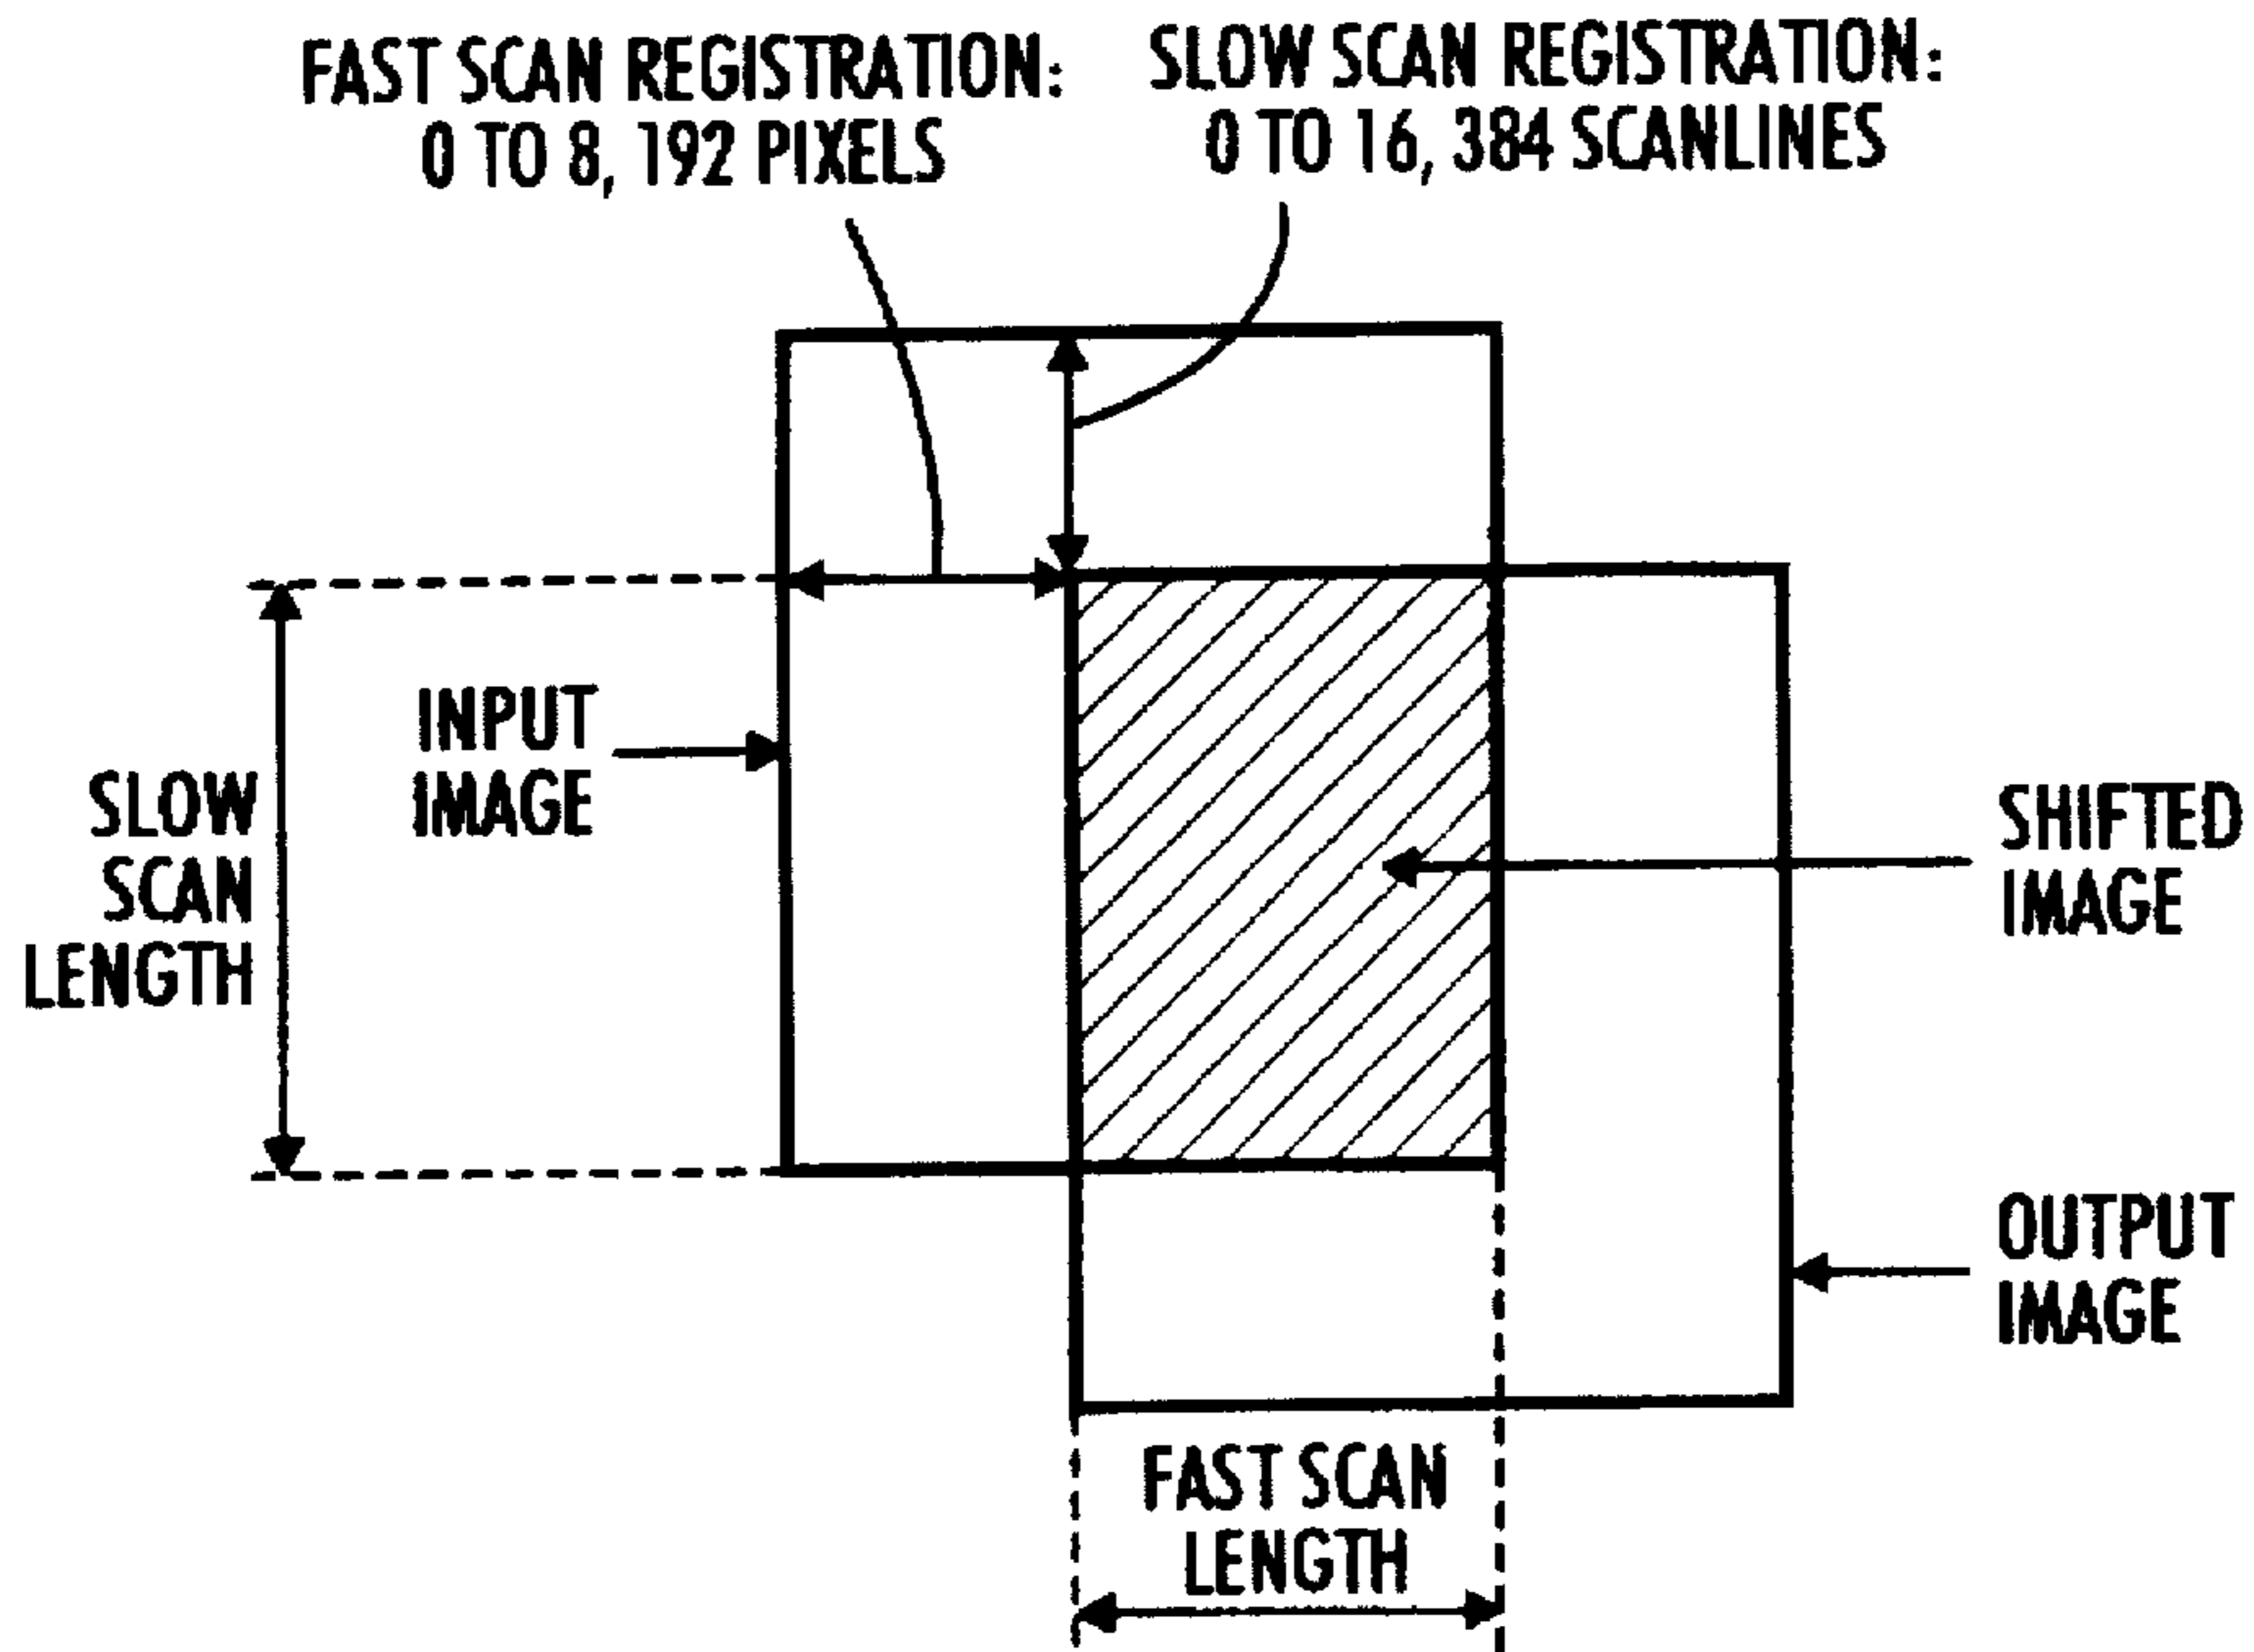 FAST SCAN REGISTRATION:
0 TO 8, 192 PIXELS
SLOW SCAN REGISTRATION:
0 TO 16, 384 SCANLINES
INPUT
IMAGE
SLOW
SCAN
LENGTH
SHIFTED
IMAGE
OUTPUT
IMAGE
FAST SCAN
LENGTH